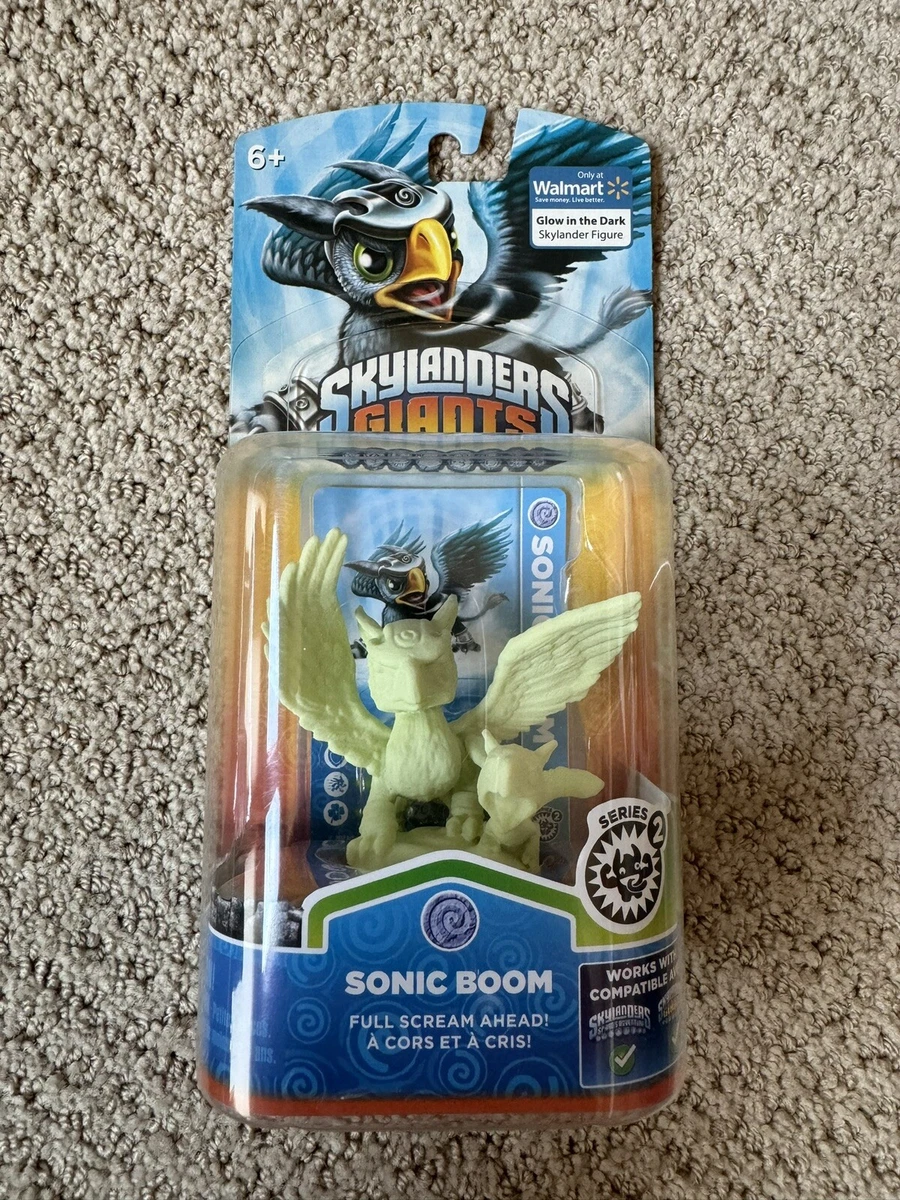 6+
Only at
Walmart
Save money. Live better.
Glow in the Dark
Skylander Figure
SKYLANDERS
GIANTS
SONIC
SERIES 2
SONIC BOOM
FULL SCREAM AHEAD!
À CORS ET À CRIS!
WORKS WITH
COMPATIBLE
SKYLANDERS